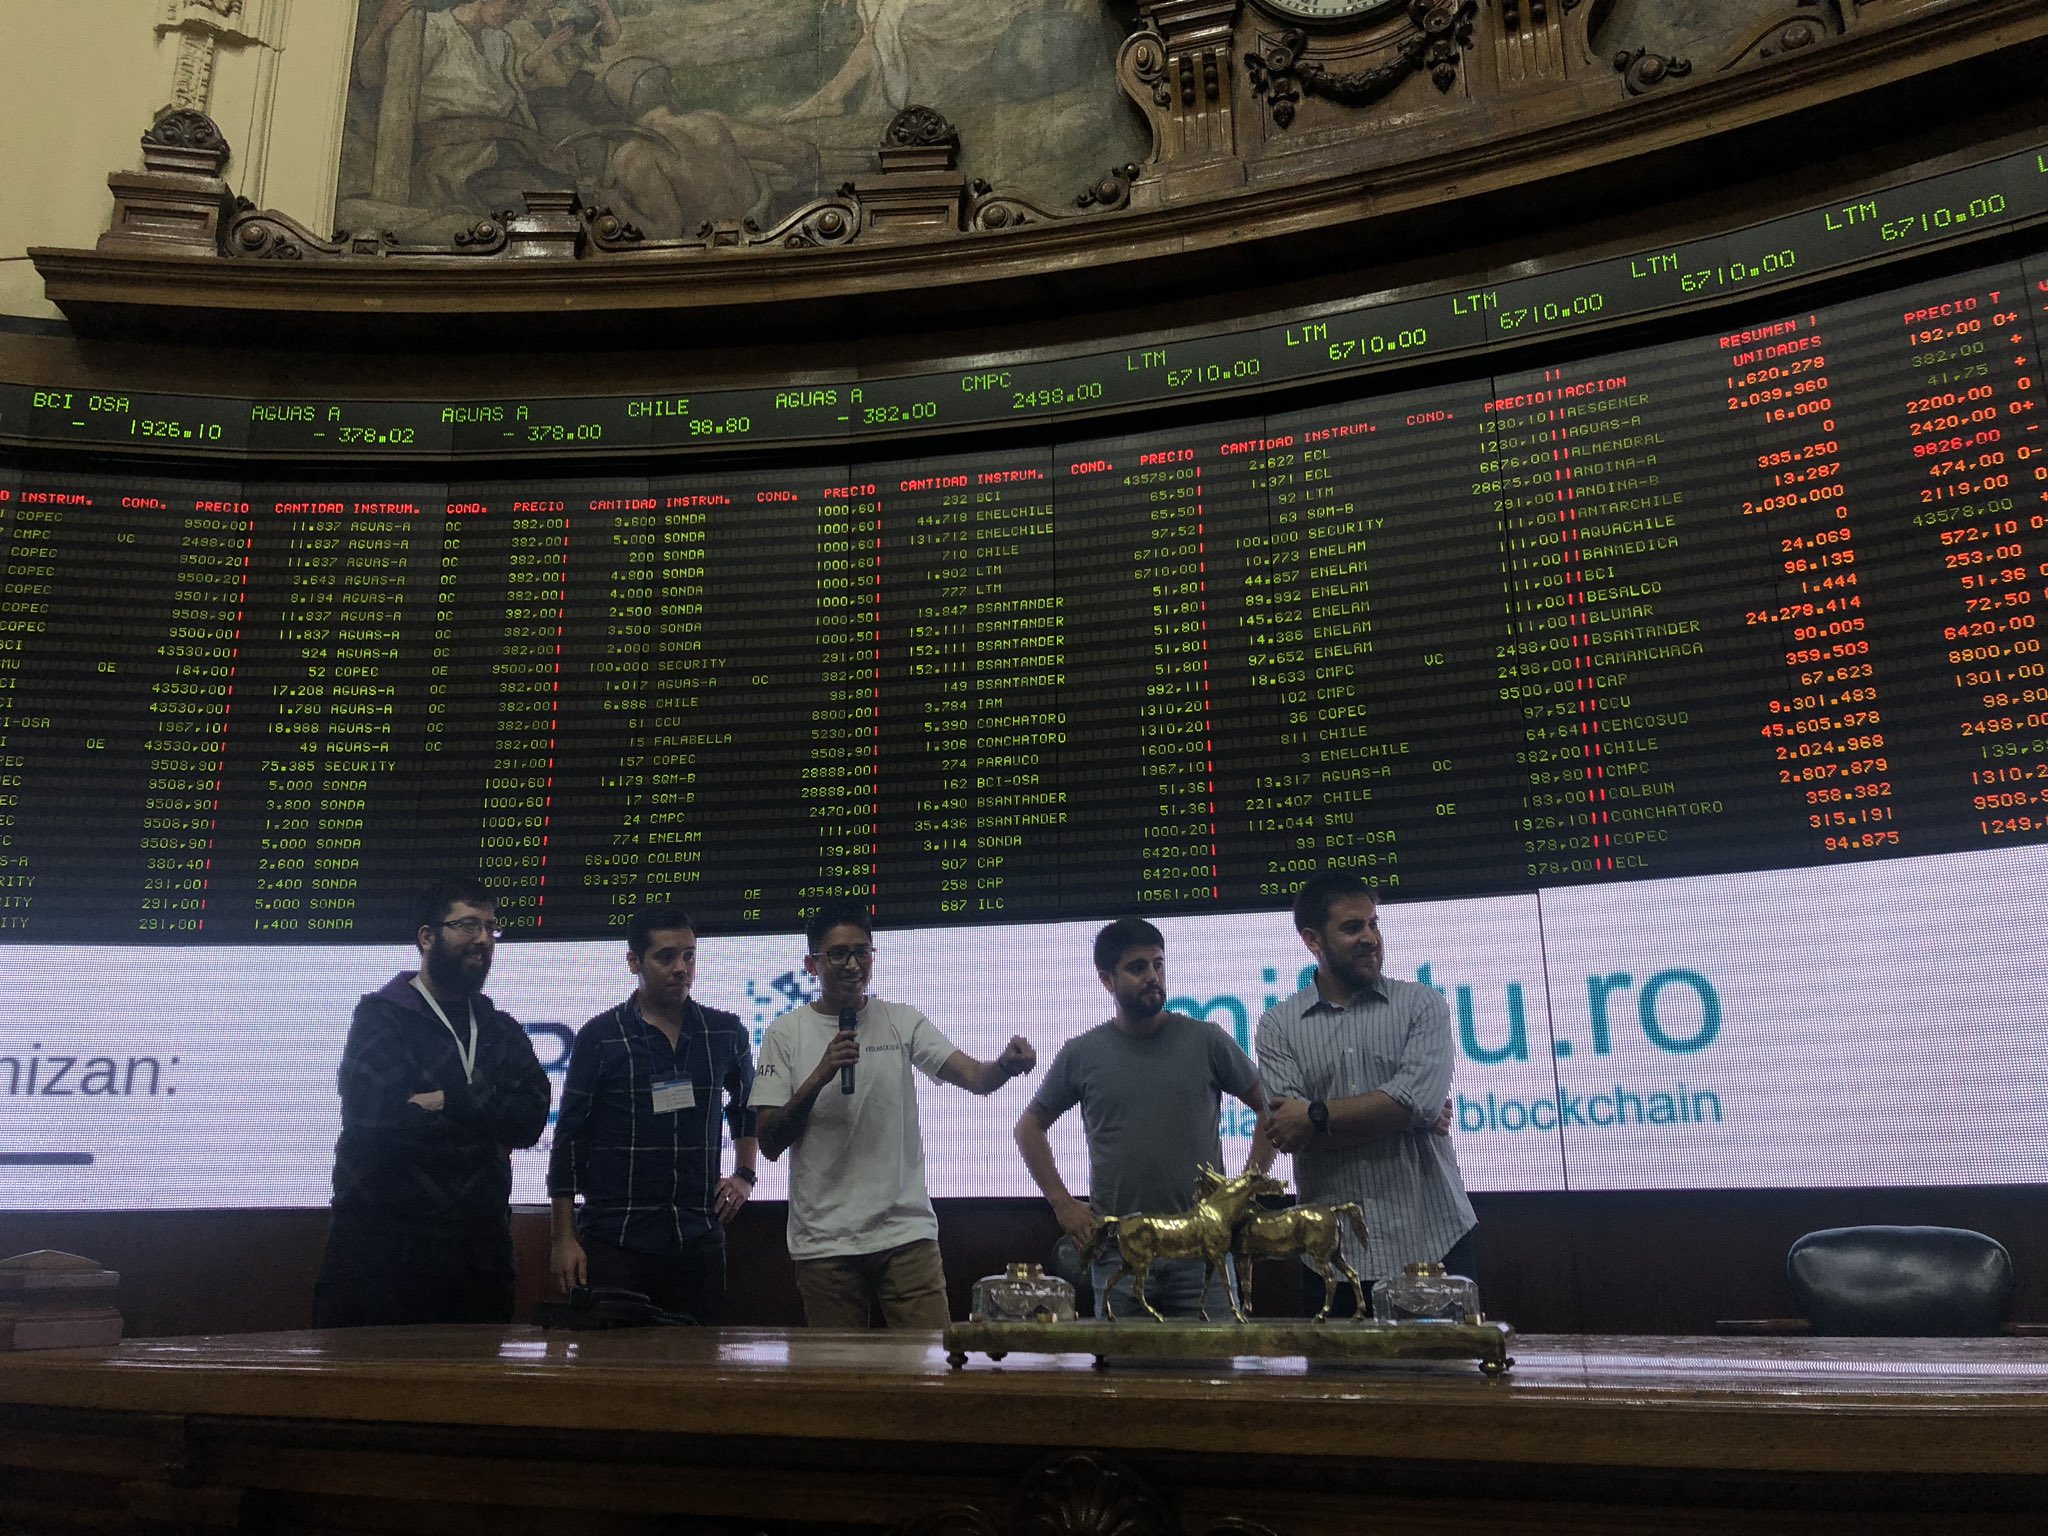 BCI OSA AGUAS A AGUAS A CHILE AGUAS A CMPC LTM LTM LTM LTM LTM
- 1926.10 - 378.02 - 378.00 98.80 - 382.00 2498.00 6710.00 6710.00 6710.00 6710.00 6710.00
INSTRUM. COND. PRECIO
COPEC 9500,00
CMPC VC 2498,00
COPEC 9500,20
COPEC 9500,20
COPEC 9501,10
COPEC 9508,90
COPEC 9500,00
BCI 43530,00
SMU OE 184,00
43530,00
43530,00
BCI-OSA 1967,10
OE 43530,00
9508,90
9508,90
9508,90
9508,90
9508,90
380,40
291,00
291,00
291,00
CANTIDAD INSTRUM. COND. PRECIO
11.837 AGUAS-A OC 382,00
11.837 AGUAS-A OC 382,00
11.837 AGUAS-A OC 382,00
3.643 AGUAS-A OC 382,00
8.194 AGUAS-A OC 382,00
11.837 AGUAS-A OC 382,00
11.837 AGUAS-A OC 382,00
924 AGUAS-A OC 382,00
52 COPEC OE 9500,00
17.208 AGUAS-A OC 382,00
1.780 AGUAS-A OC 382,00
18.988 AGUAS-A OC 382,00
49 AGUAS-A OC 382,00
75.385 SECURITY 291,00
5.000 SONDA 1000,60
3.800 SONDA 1000,60
1.200 SONDA 1000,60
5.000 SONDA 1000,60
2.600 SONDA 1000,60
2.400 SONDA 1000,60
5.000 SONDA 1000,60
1.400 SONDA
CANTIDAD INSTRUM. COND. PRECIO
3.600 SONDA 1000,60
5.000 SONDA 1000,60
200 SONDA 1000,60
4.800 SONDA 1000,60
4.000 SONDA 1000,50
2.500 SONDA 1000,50
3.500 SONDA 1000,50
2.000 SONDA 1000,50
100.000 SECURITY 291,00
1.017 AGUAS-A OC 382,00
6.886 CHILE 98,80
61 CCU 8800,00
15 FALABELLA 5230,00
157 COPEC 9508,90
1.179 SQM-B 28888,00
17 SQM-B 28888,00
24 CMPC 2470,00
774 ENELAM 111,00
68.000 COLBUN 139,80
83.357 COLBUN 139,89
162 BCI OE 43548,00
OE
CANTIDAD INSTRUM. COND. PRECIO
232 BCI 43578,00
44.718 ENELCHILE 65,50
131.712 ENELCHILE 65,50
710 CHILE 97,52
1.902 LTM 6710,00
777 LTM 6710,00
19.847 BSANTANDER 51,80
152.111 BSANTANDER 51,80
152.111 BSANTANDER 51,80
152.111 BSANTANDER 51,80
149 BSANTANDER 51,80
3.784 IAM 992,11
5.390 CONCHATORO 1310,20
1.306 CONCHATORO 1310,20
274 PARAUCO 1600,00
162 BCI-OSA 1967,10
16.490 BSANTANDER 51,36
35.436 BSANTANDER 51,36
3.114 SONDA 1000,20
907 CAP 6420,00
258 CAP 6420,00
687 ILC 10561,00
CANTIDAD INSTRUM. COND. PRECIO
2.622 ECL 1230,10
1.371 ECL 1230,10
92 LTM 6676,00
63 SQM-B 28675,00
100.000 SECURITY 291,00
10.773 ENELAM 111,00
44.857 ENELAM 111,00
89.992 ENELAM 111,00
145.622 ENELAM 111,00
14.386 ENELAM 111,00
97.652 ENELAM 111,00
18.633 CMPC VC 2498,00
102 CMPC 2498,00
36 COPEC 9500,00
811 CHILE 97,52
3 ENELCHILE 64,64
13.317 AGUAS-A OC 382,00
221.407 CHILE 98,80
112.044 SMU OE 183,00
99 BCI-OSA 1926,10
2.000 AGUAS-A 378,02
378,00
RESUMEN
ACCION UNIDADES PRECIO T
AESGENER 1.620.278 192,00 0+
AGUAS-A 2.039.960 382,00 +
ALMENDRAL 16.000 41,75 +
ANDINA-A 0 2200,00 0
ANDINA-B 335.250 2420,00 0+
ANTARCHILE 13.287 9826,00 -
AQUACHILE 2.030.000 474,00 0-
BANMEDICA 0 2119,00 0
BCI 24.069 43578,00
BESALCO 96.135 572,10
BLUMAR 1.444 253,00
BSANTANDER 24.278.414 51,36
CAMANCHACA 90.005 72,50
CAP 359.503 6420,00
CCU 67.623 8800,00
CENCOSUD 9.301.483 1301,00
CHILE 45.605.978 98,80
CMPC 2.024.968 2498,00
COLBUN 2.807.879
CONCHATORO 358.382
COPEC 315.191
ECL 94.875
blockchain